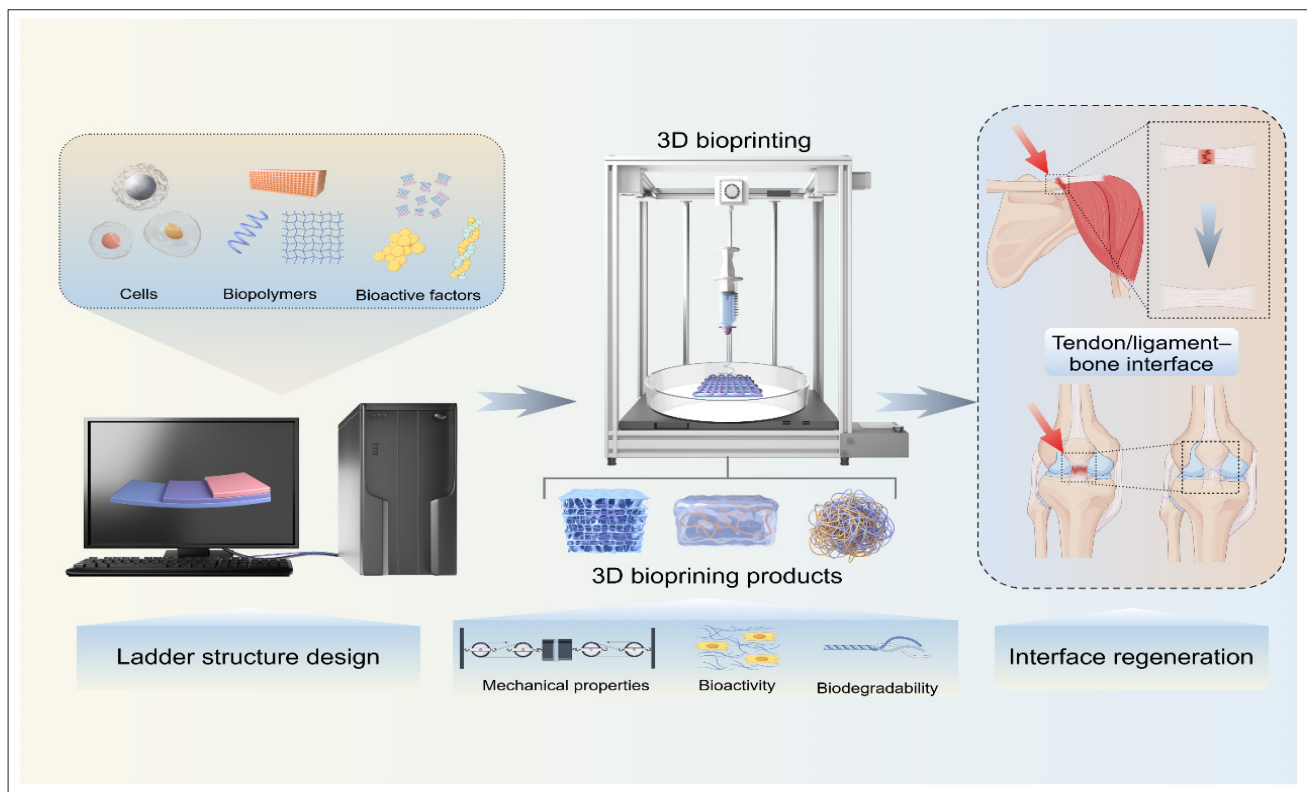 3D bioprinting
Cells
Biopolymers
Bioactive factors
Tendon/ligament–
bone interface
3D bioprining products
Ladder structure design
Mechanical properties
Bioactivity
Biodegradability
Interface regeneration